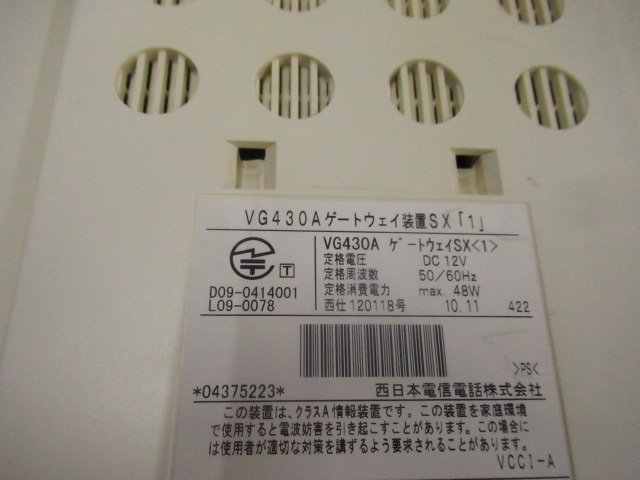 VG430Aゲートウェイ装置SX「1」
VG430A ゲートウェイSX<1>
定格電圧 DC 12V
定格周波数 50/60Hz
定格消費電力 max. 48W
西仕120118号 10.11 422
T
D09-0414001
L09-0078
>PS<
*04375223* 西日本電信電話株式会社
この装置は、クラスA情報装置です。この装置を家庭環境
で使用すると電波妨害を引き起こすことがあります。この場合に
は使用者が適切な対策を講ずるよう要求されることがあります。
VCCI-A